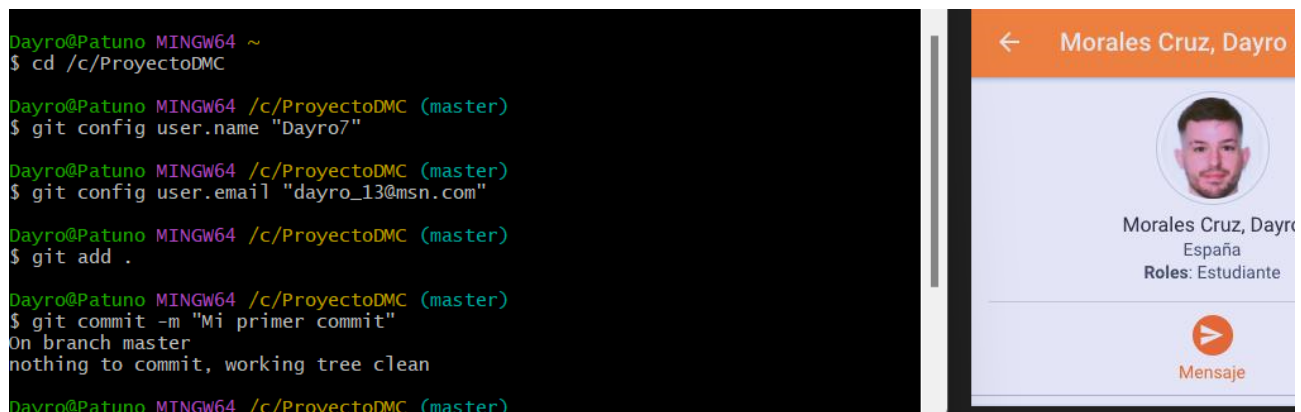 Dayro@Patuno MINGW64 ~
$ cd /c/ProyectoDMC
Dayro@Patuno MINGW64 /c/ProyectoDMC (master)
$ git config user.name "Dayro7"
Dayro@Patuno MINGW64 /c/ProyectoDMC (master)
$ git config user.email "dayro_13@msn.com"
Dayro@Patuno MINGW64 /c/ProyectoDMC (master)
$ git add .
Dayro@Patuno MINGW64 /c/ProyectoDMC (master)
$ git commit -m "Mi primer commit"
On branch master
nothing to commit, working tree clean
Dayro@Patuno MINGW64 /c/ProyectoDMC (master)
Morales Cruz, Dayro
Morales Cruz, Dayro
España
Roles: Estudiante
Mensaje